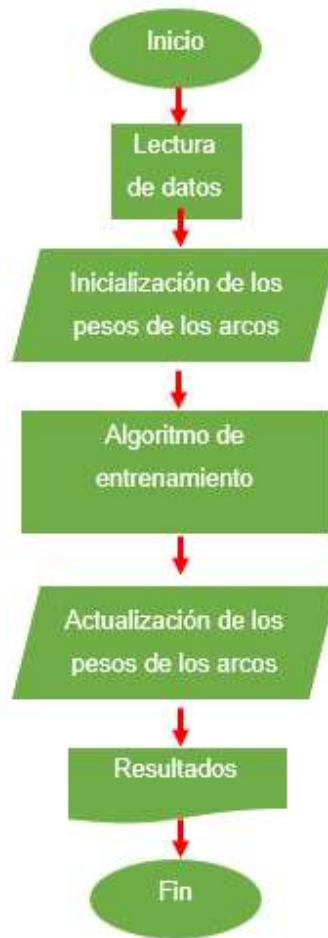 Inicio
Lectura
de datos
Inicialización de los
pesos de los arcos
Algoritmo de
entrenamiento
Actualización de los
pesos de los arcos
Resultados
Fin